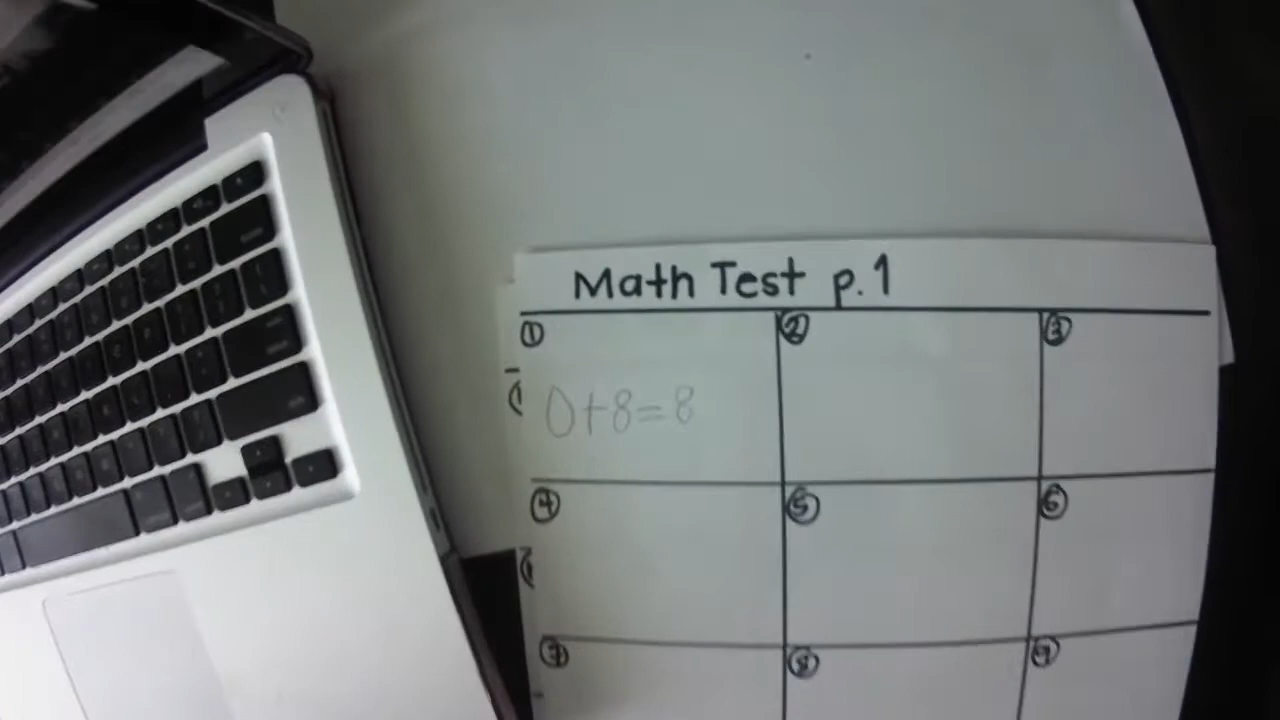 Math Test p.1
① ② ③
0+8=8
④ ⑤ ⑥
⑦ ⑧ ⑨